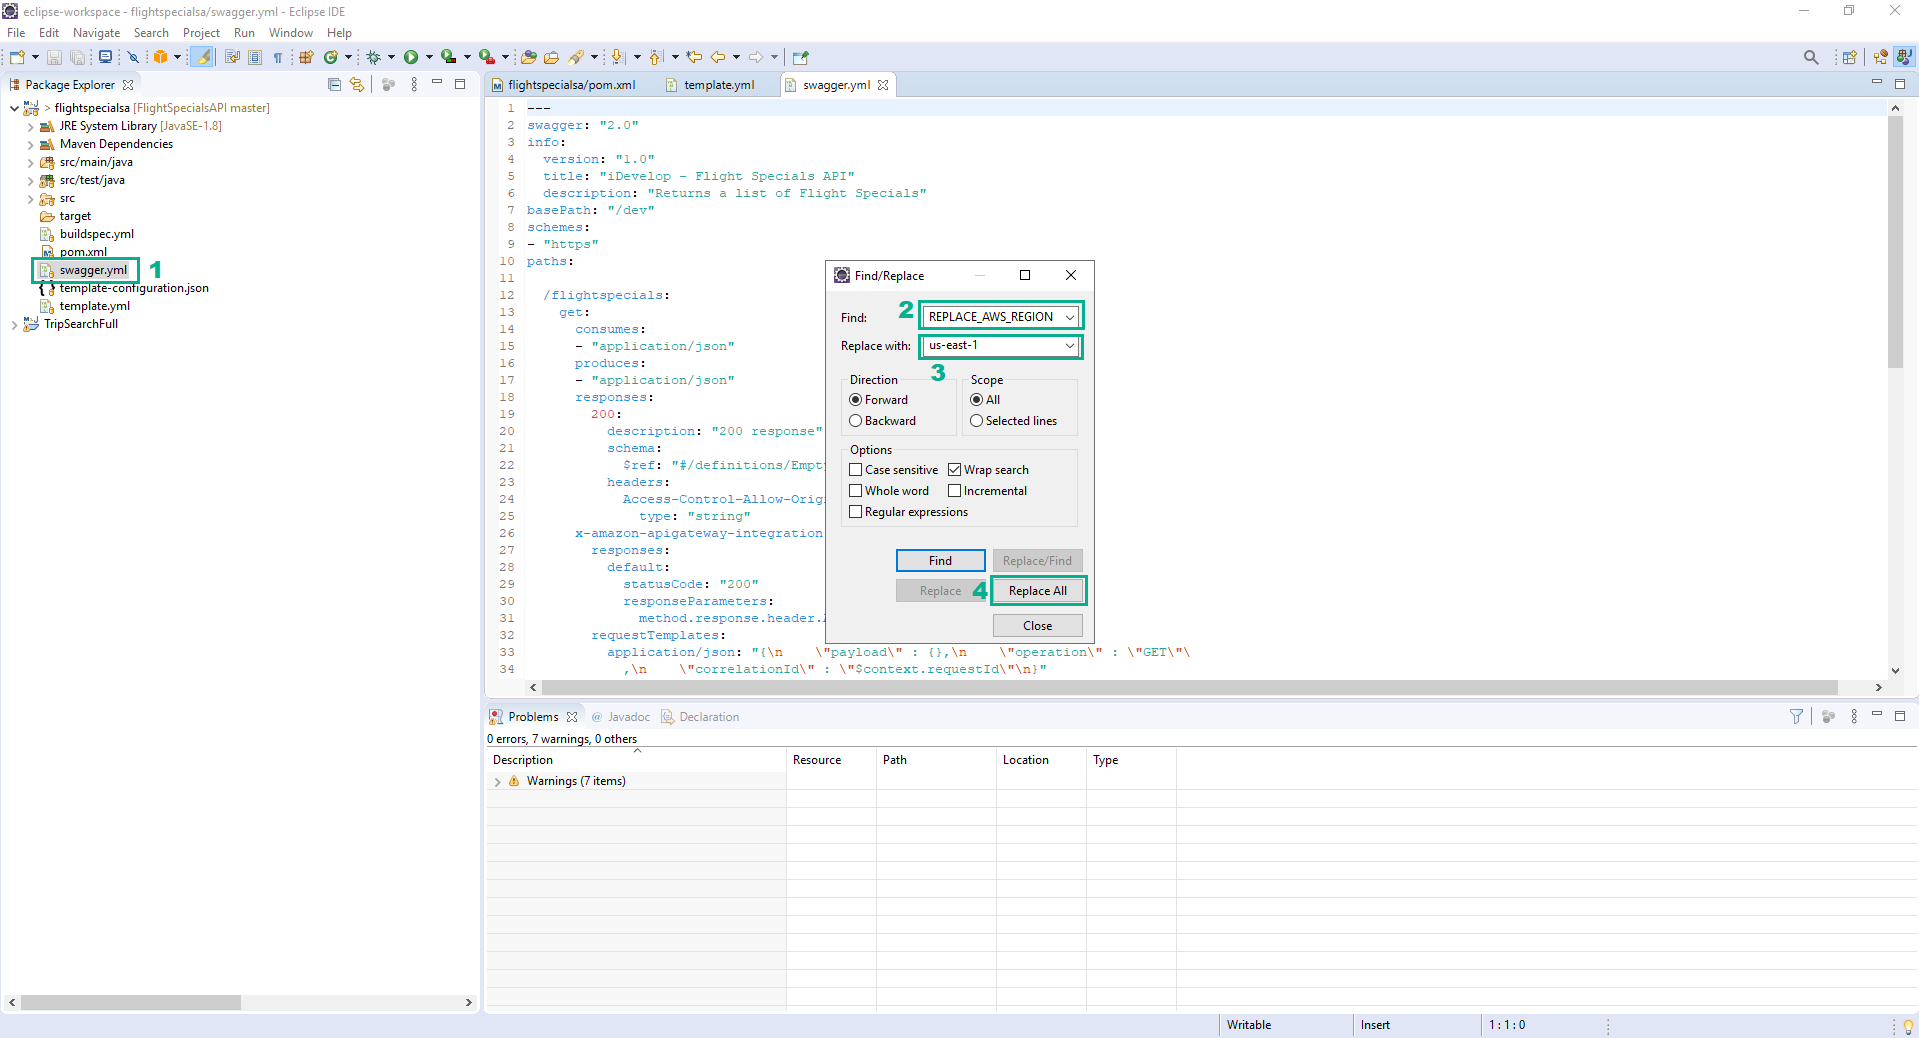 eclipse-workspace - flightspecialsa/swagger.yml - Eclipse IDE
File Edit Navigate Search Project Run Window Help
Package Explorer
flightspecialsa/pom.xml template.yml swagger.yml
> flightspecialsa [FlightSpecialsAPI master]
JRE System Library [JavaSE-1.8]
Maven Dependencies
src/main/java
src/test/java
src
target
buildspec.yml
pom.xml
swagger.yml 1
template-configuration.json
template.yml
TripSearchFull
1 ---
2 swagger: "2.0"
3 info:
4 version: "1.0"
5 title: "iDevelop - Flight Specials API"
6 description: "Returns a list of Flight Specials"
7 basePath: "/dev"
8 schemes:
9 - "https"
10 paths:
11
12 /flightspecials:
13 get:
14 consumes:
15 - "application/json"
16 produces:
17 - "application/json"
18 responses:
19 200:
20 description: "200 response"
21 schema:
22 $ref: "#/definitions/Empty
23 headers:
24 Access-Control-Allow-Orig
25 type: "string"
26 x-amazon-apigateway-integration
27 responses:
28 default:
29 statusCode: "200"
30 responseParameters:
31 method.response.header.
32 requestTemplates:
33 application/json: "{\n \"payload\" : {},\n \"operation\" : \"GET\"\
34 ,\n \"correlationId\" : \"$context.requestId\"\n}"
Find/Replace
Find: 2 REPLACE_AWS_REGION
Replace with: us-east-1
3
Direction Scope
Forward All
Backward Selected lines
Options
Case sensitive Wrap search
Whole word Incremental
Regular expressions
Find Replace/Find
Replace 4 Replace All
Close
Problems @ Javadoc Declaration
0 errors, 7 warnings, 0 others
Description Resource Path Location Type
Warnings (7 items)
Writable Insert 1 : 1 : 0